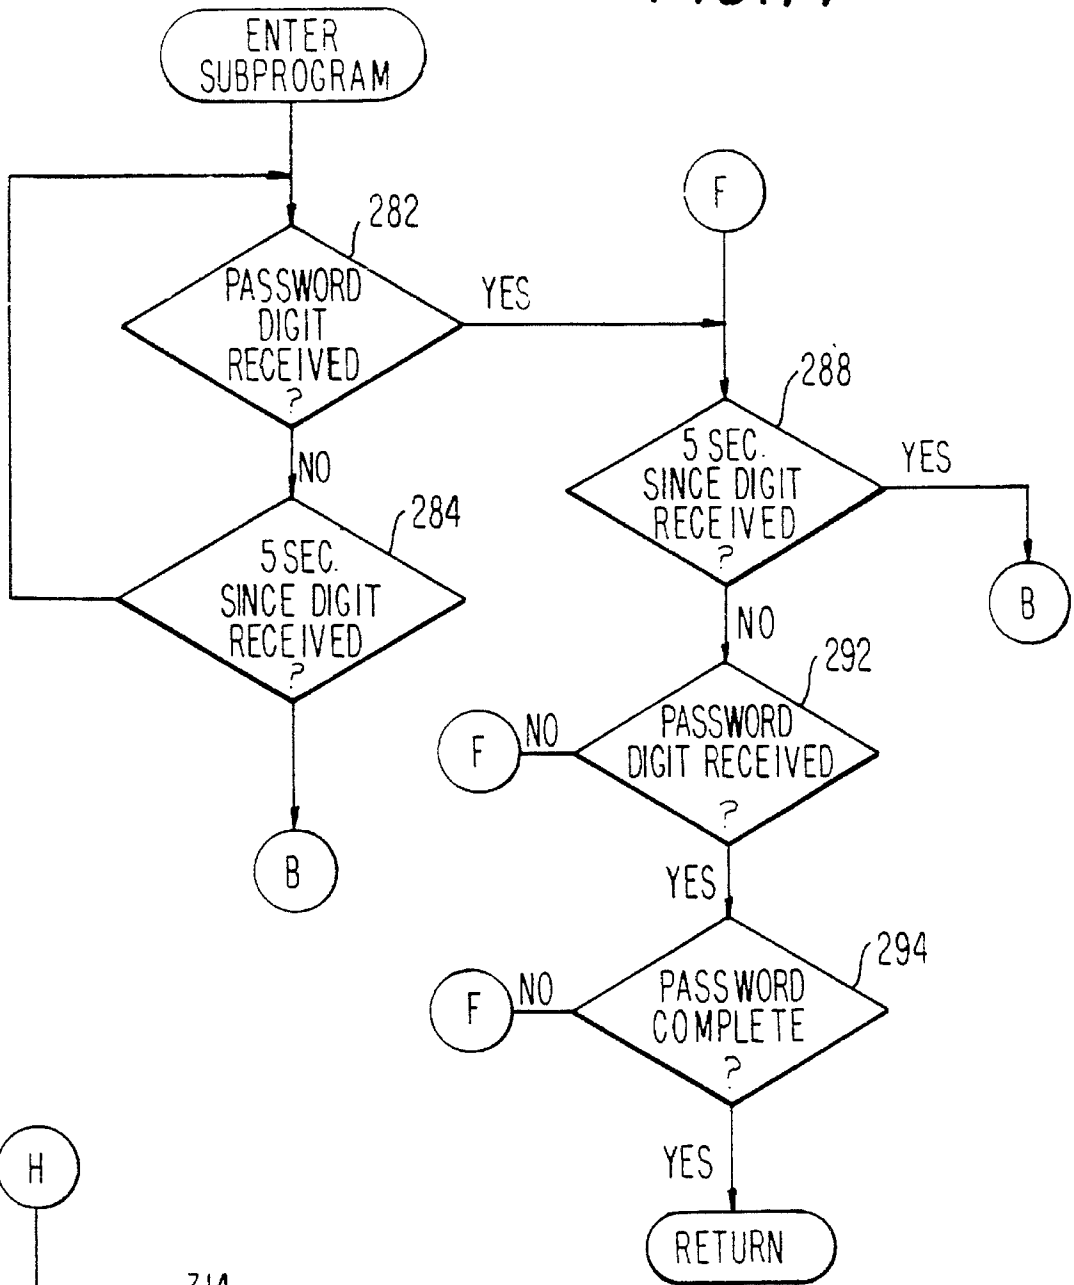 ENTER
SUBPROGRAM
F
282
PASSWORD
DIGIT
RECEIVED
?
YES
288
5 SEC.
SINCE DIGIT
RECEIVED
?
YES
NO
284
5 SEC.
SINCE DIGIT
RECEIVED
?
B
NO
292
PASSWORD
DIGIT RECEIVED
?
F
NO
B
YES
294
PASSWORD
COMPLETE
?
F
NO
H
YES
RETURN